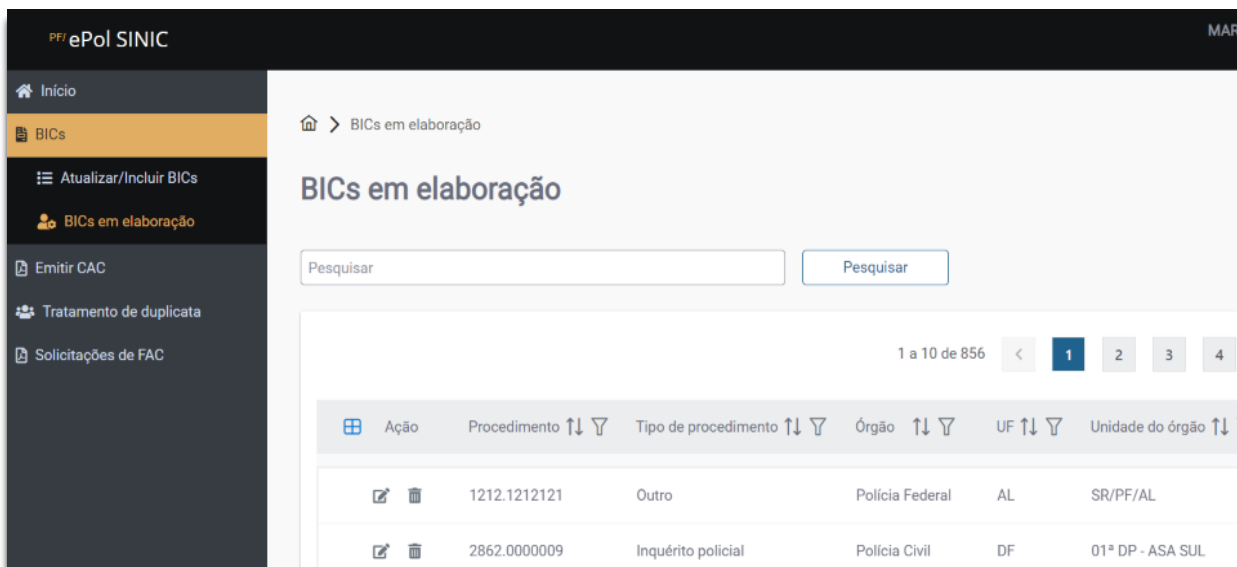 PF/ ePol SINIC
MAR
Início
BICs
Atualizar/Incluir BICs
BICs em elaboração
Emitir CAC
Tratamento de duplicata
Solicitações de FAC
BICs em elaboração
BICs em elaboração
Pesquisar Pesquisar
1 a 10 de 856 < 1 2 3 4
Ação Procedimento Tipo de procedimento Órgão UF Unidade do órgão
1212.1212121 Outro Polícia Federal AL SR/PF/AL
2862.0000009 Inquérito policial Polícia Civil DF 01ª DP - ASA SUL